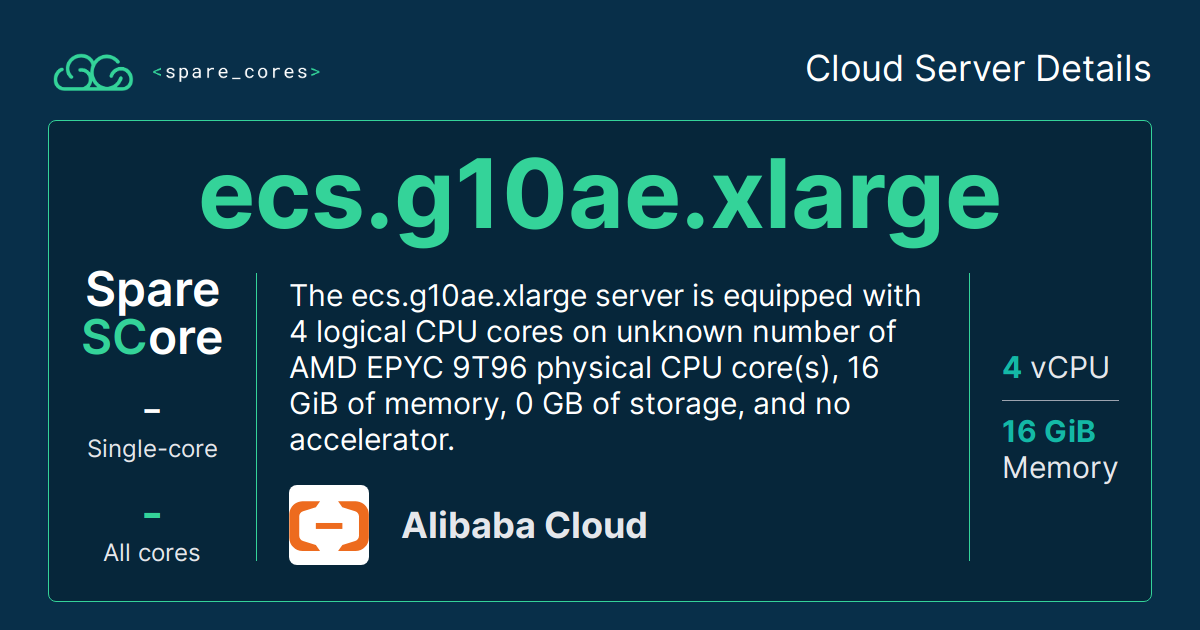 <spare_cores>
Cloud Server Details
ecs.g10ae.xlarge
Spare
SCore
–
Single-core
–
All cores
The ecs.g10ae.xlarge server is equipped with
4 logical CPU cores on unknown number of
AMD EPYC 9T96 physical CPU core(s), 16
GiB of memory, 0 GB of storage, and no
accelerator.
Alibaba Cloud
4 vCPU
16 GiB
Memory